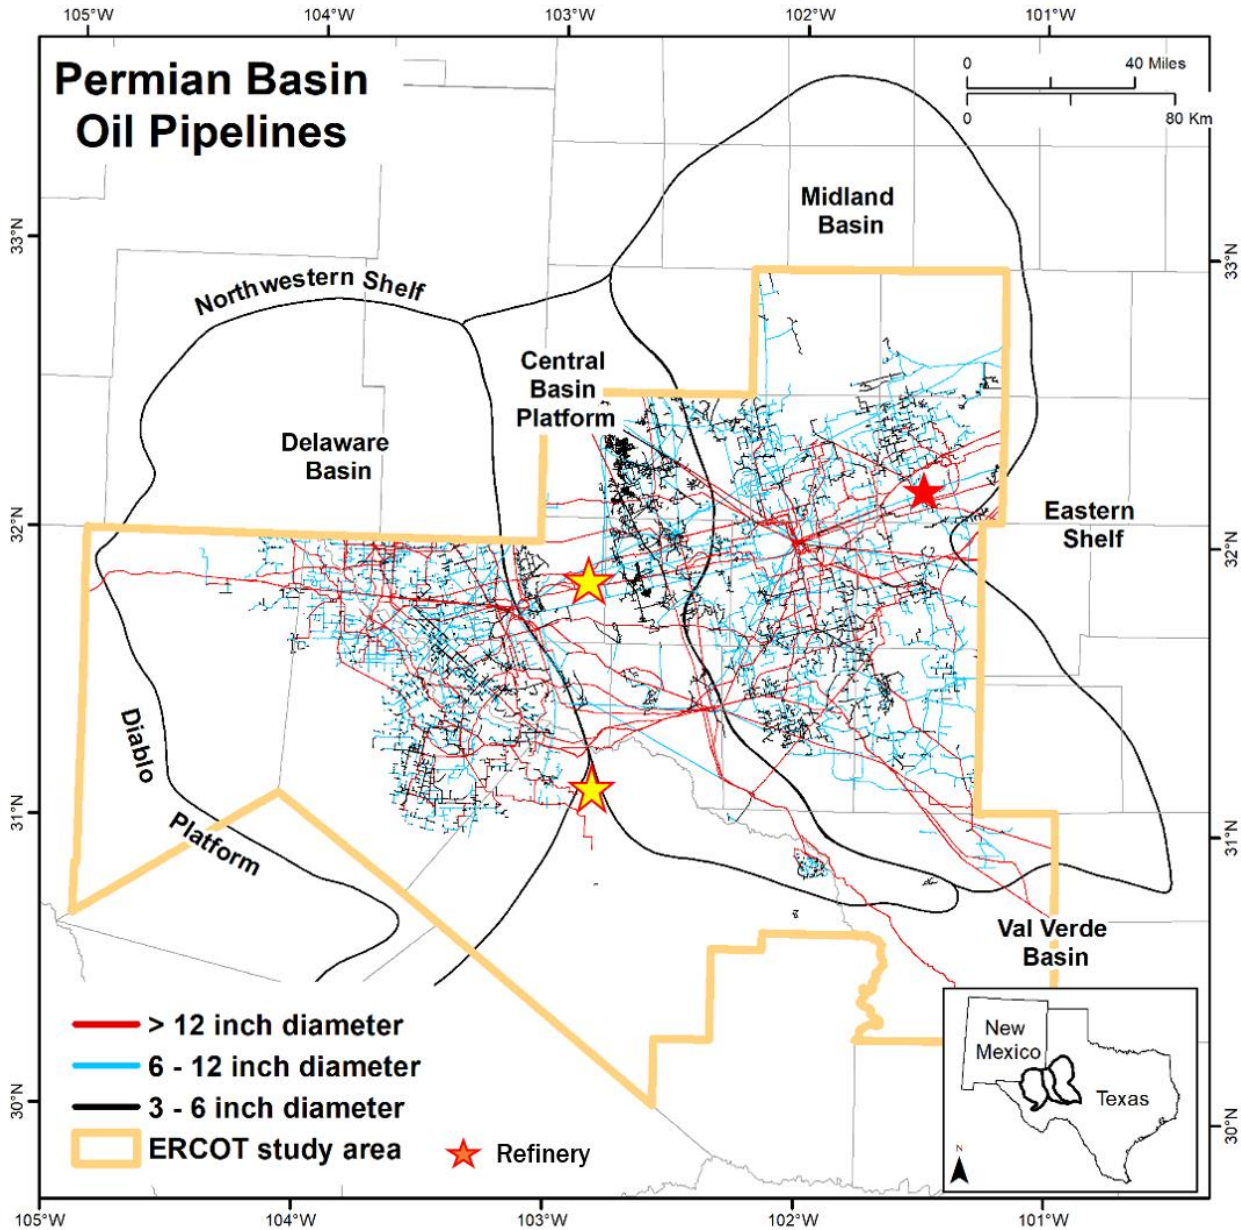 105°W 104°W 103°W 102°W 101°W
Permian Basin
Oil Pipelines
0 40 Miles
0 80 Km
Midland
Basin
33°N
33°N
Northwestern Shelf
Central
Basin
Platform
Delaware
Basin
32°N
32°N
Eastern
Shelf
Diablo
Platform
31°N
31°N
Val Verde
Basin
> 12 inch diameter
6 - 12 inch diameter
3 - 6 inch diameter
ERCOT study area
Refinery
New
Mexico
Texas
N
30°N
30°N
105°W 104°W 103°W 102°W 101°W